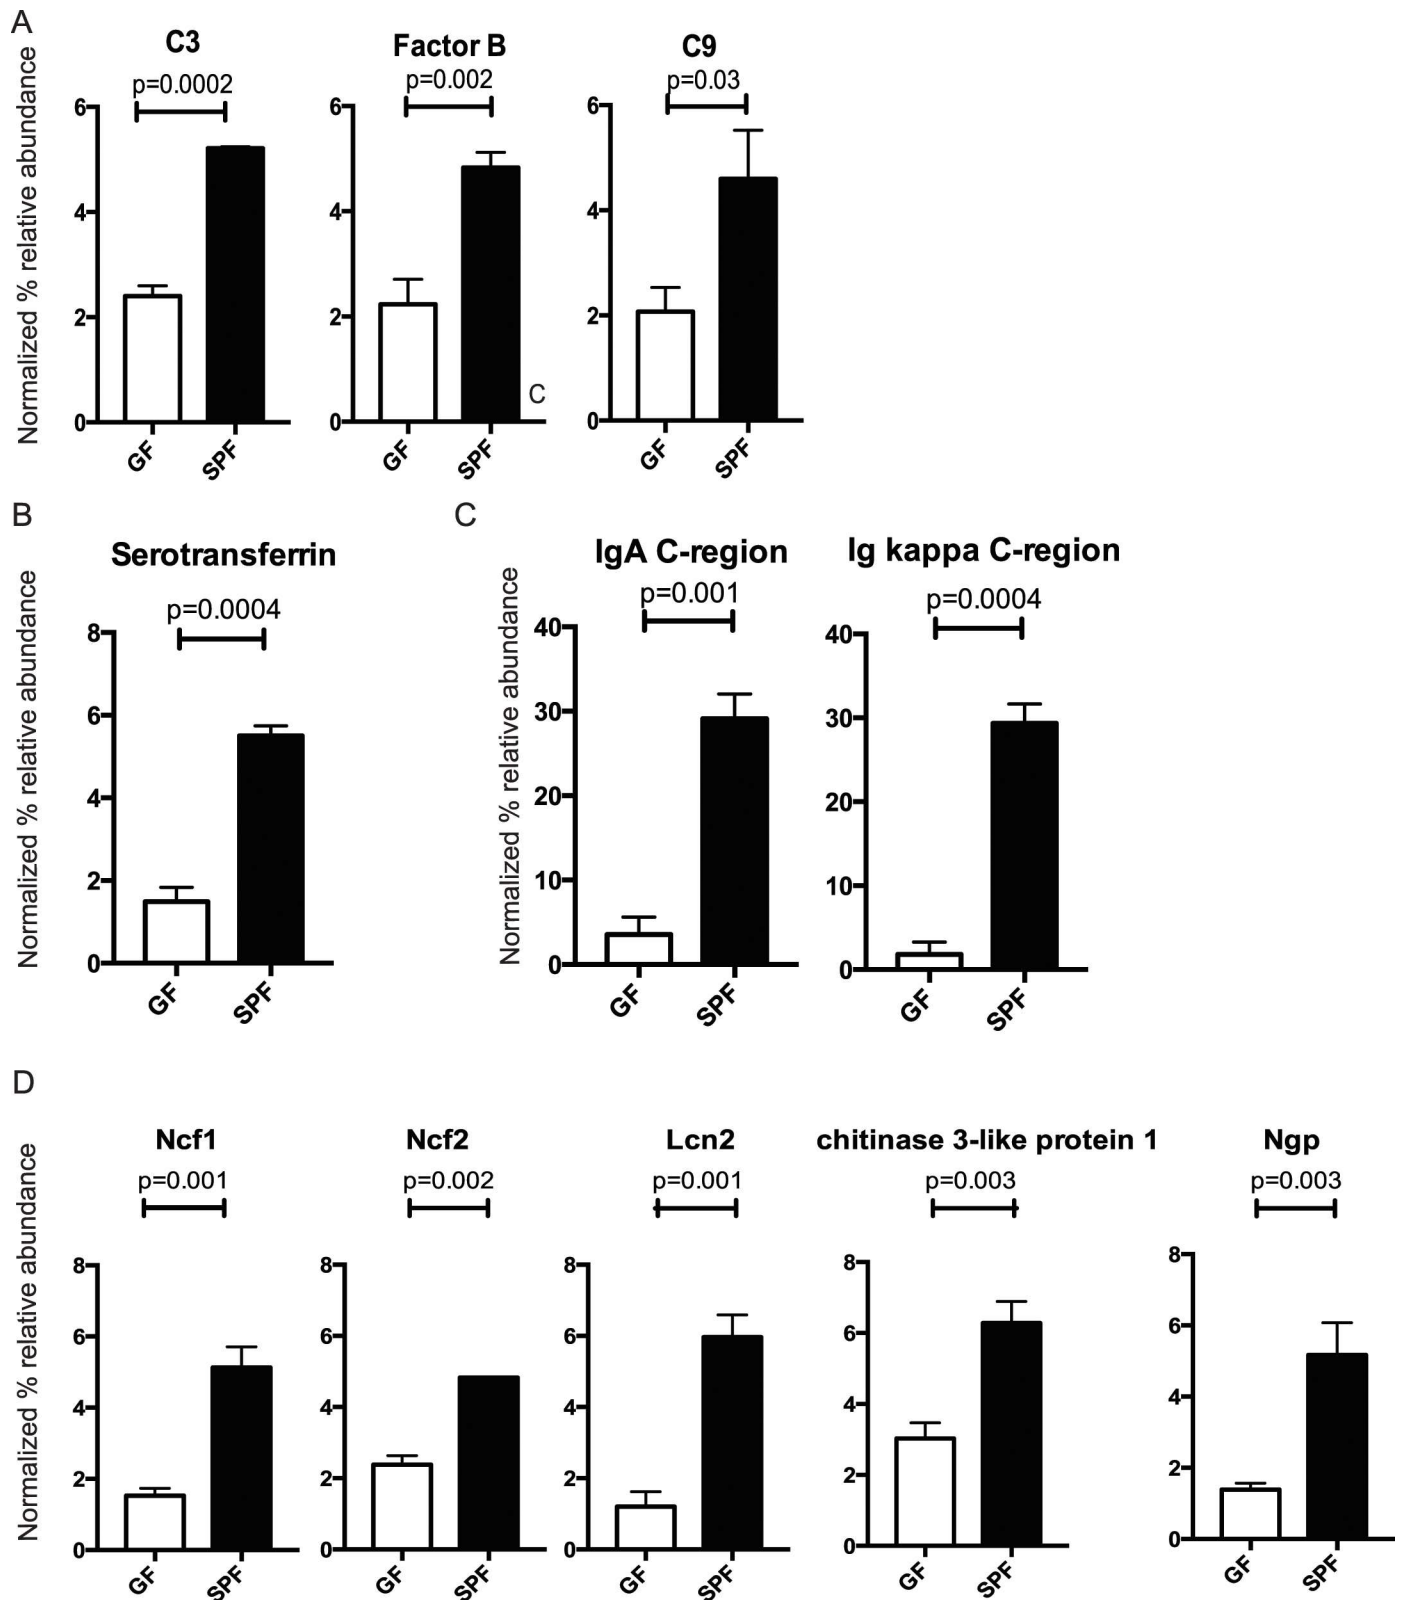 A
C3
Factor B
C9
p=0.0002
p=0.002
p=0.03
Normalized % relative abundance
6
4
2
0
GF
SPF
6
4
2
0
GF
SPF
C
6
4
2
0
GF
SPF
B
Serotransferrin
p=0.0004
Normalized % relative abundance
8
6
4
2
0
GF
SPF
C
IgA C-region
p=0.001
Normalized % relative abundance
40
30
20
10
0
GF
SPF
Ig kappa C-region
p=0.0004
40
30
20
10
0
GF
SPF
D
Normalized % relative abundance
Ncf1
p=0.001
8
6
4
2
0
GF
SPF
Ncf2
p=0.002
8
6
4
2
0
GF
SPF
Lcn2
p=0.001
8
6
4
2
0
GF
SPF
chitinase 3-like protein 1
p=0.003
8
6
4
2
0
GF
SPF
Ngp
p=0.003
8
6
4
2
0
GF
SPF